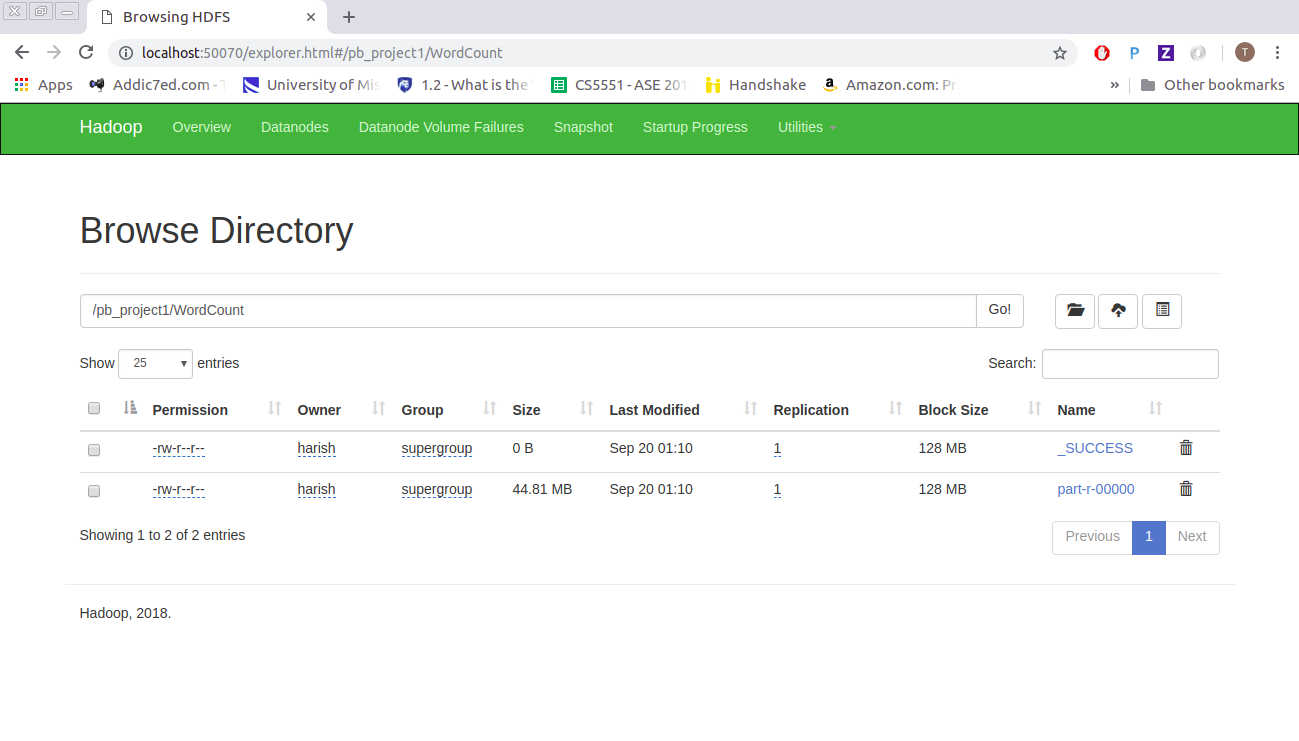 Browsing HDFS
localhost:50070/explorer.html#/pb_project1/WordCount
P Z T
Apps Addic7ed.com - T University of Mis 1.2 - What is the CS5551 - ASE 201 Handshake Amazon.com: Pr » Other bookmarks
Hadoop Overview Datanodes Datanode Volume Failures Snapshot Startup Progress Utilities
Browse Directory
/pb_project1/WordCount Go!
Show 25 entries Search:
Permission Owner Group Size Last Modified Replication Block Size Name
-rw-r--r-- harish supergroup 0 B Sep 20 01:10 1 128 MB _SUCCESS
-rw-r--r-- harish supergroup 44.81 MB Sep 20 01:10 1 128 MB part-r-00000
Showing 1 to 2 of 2 entries Previous 1 Next
Hadoop, 2018.